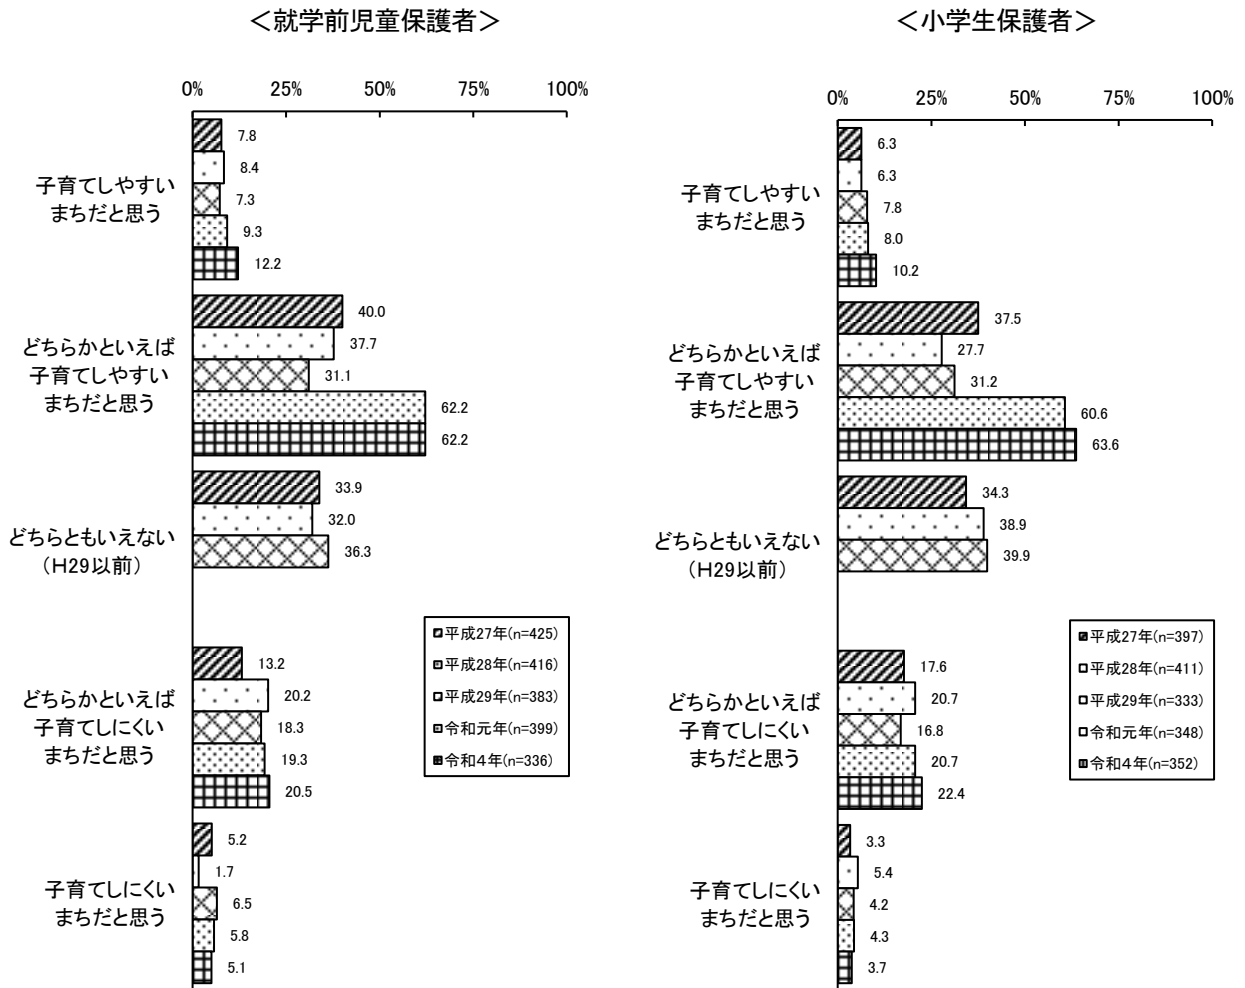 ＜就学前児童保護者＞
0% 25% 50% 75% 100%
子育てしやすい
まちだと思う
7.8
8.4
7.3
9.3
12.2
どちらかといえば
子育てしやすい
まちだと思う
40.0
37.7
31.1
62.2
62.2
どちらともいえない
（H29以前）
33.9
32.0
36.3
どちらかといえば
子育てしにくい
まちだと思う
13.2
20.2
18.3
19.3
20.5
子育てしにくい
まちだと思う
5.2
1.7
6.5
5.8
5.1
平成27年(n=425)
平成28年(n=416)
平成29年(n=383)
令和元年(n=399)
令和４年(n=336)
＜小学生保護者＞
0% 25% 50% 75% 100%
子育てしやすい
まちだと思う
6.3
6.3
7.8
8.0
10.2
どちらかといえば
子育てしやすい
まちだと思う
37.5
27.7
31.2
60.6
63.6
どちらともいえない
（H29以前）
34.3
38.9
39.9
どちらかといえば
子育てしにくい
まちだと思う
17.6
20.7
16.8
20.7
22.4
子育てしにくい
まちだと思う
3.3
5.4
4.2
4.3
3.7
平成27年(n=397)
平成28年(n=411)
平成29年(n=333)
令和元年(n=348)
令和４年(n=352)